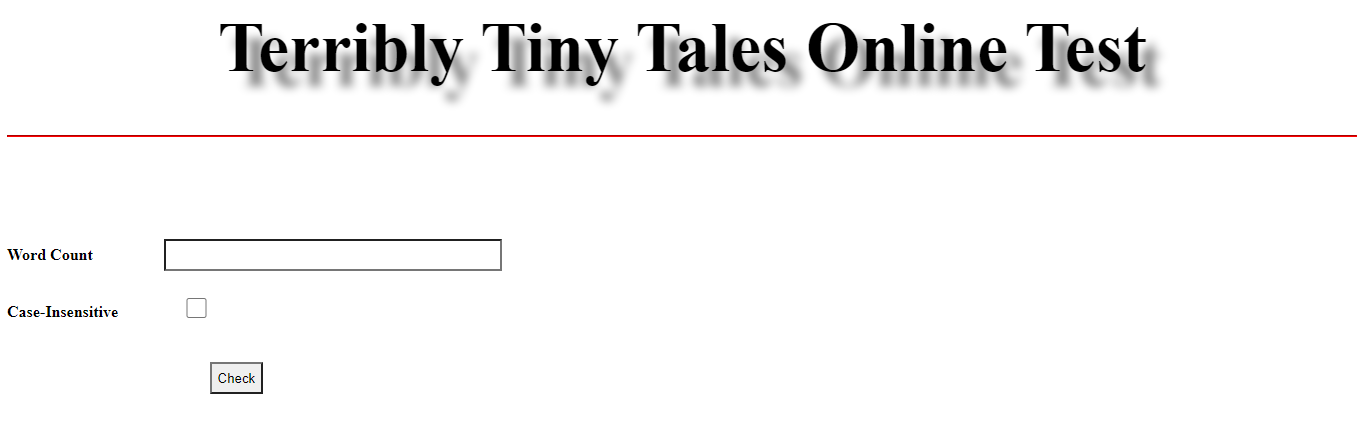 Terribly Tiny Tales Online Test
Word Count
Case-Insensitive
Check